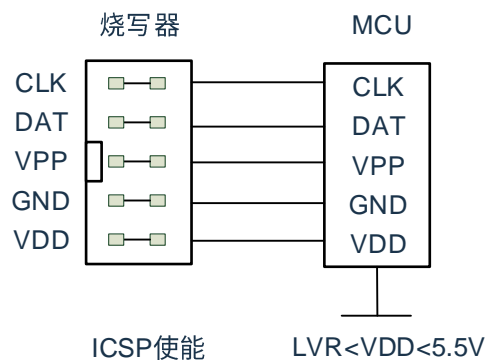 烧写器 MCU
CLK CLK
DAT DAT
VPP VPP
GND GND
VDD VDD
ICSP使能 LVR<VDD<5.5V